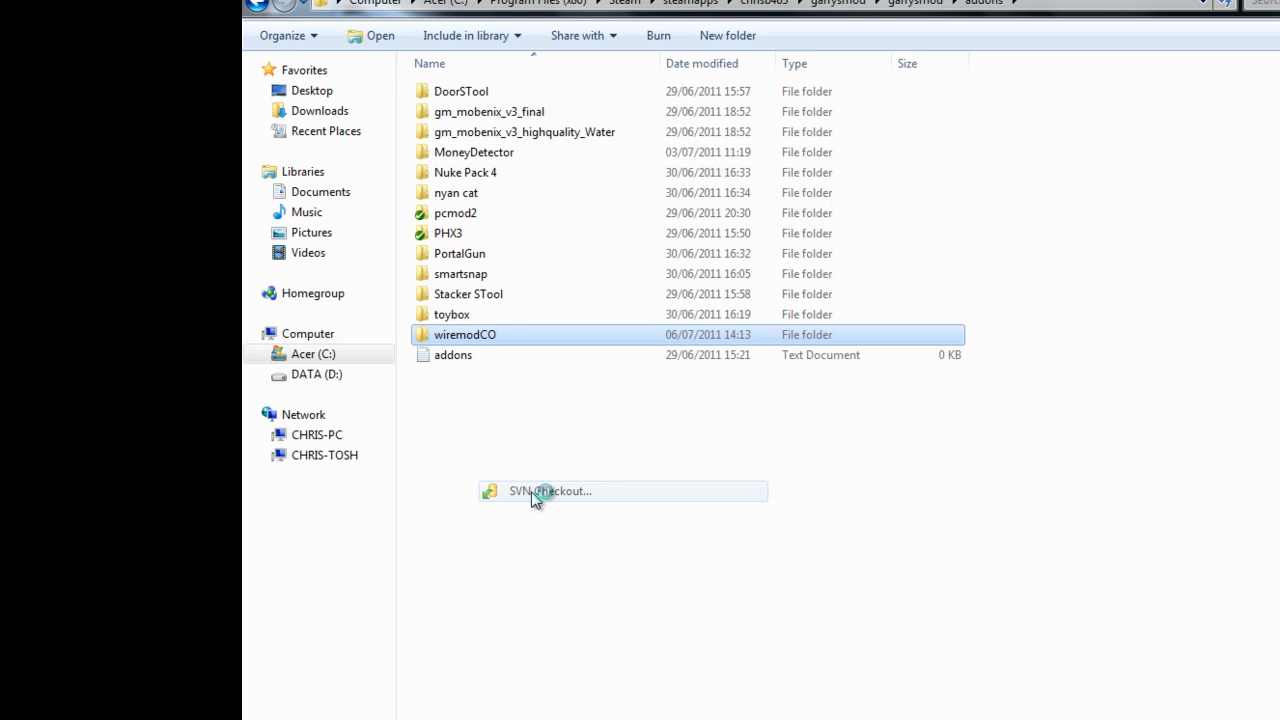 Computer Acer (C:) Program Files (x86) Steam steamapps garrysmod garrysmod addons
Organize Open Include in library Share with Burn New folder
Name Date modified Type Size
Favorites
Desktop
Downloads
Recent Places
Libraries
Documents
Music
Pictures
Videos
Homegroup
Computer
Acer (C:)
DATA (D:)
Network
CHRIS-PC
CHRIS-TOSH
DoorSTool 29/06/2011 15:57 File folder
gm_mobenix_v3_final 29/06/2011 18:52 File folder
gm_mobenix_v3_highquality_Water 29/06/2011 18:52 File folder
MoneyDetector 03/07/2011 11:19 File folder
Nuke Pack 4 30/06/2011 16:33 File folder
nyan cat 30/06/2011 16:34 File folder
pcmod2 29/06/2011 20:30 File folder
PHX3 29/06/2011 15:50 File folder
PortalGun 30/06/2011 16:32 File folder
smartsnap 30/06/2011 16:05 File folder
Stacker STool 29/06/2011 15:58 File folder
toybox 30/06/2011 16:19 File folder
wiremodCO 06/07/2011 14:13 File folder
addons 29/06/2011 15:21 Text Document 0 KB
SVN Checkout...